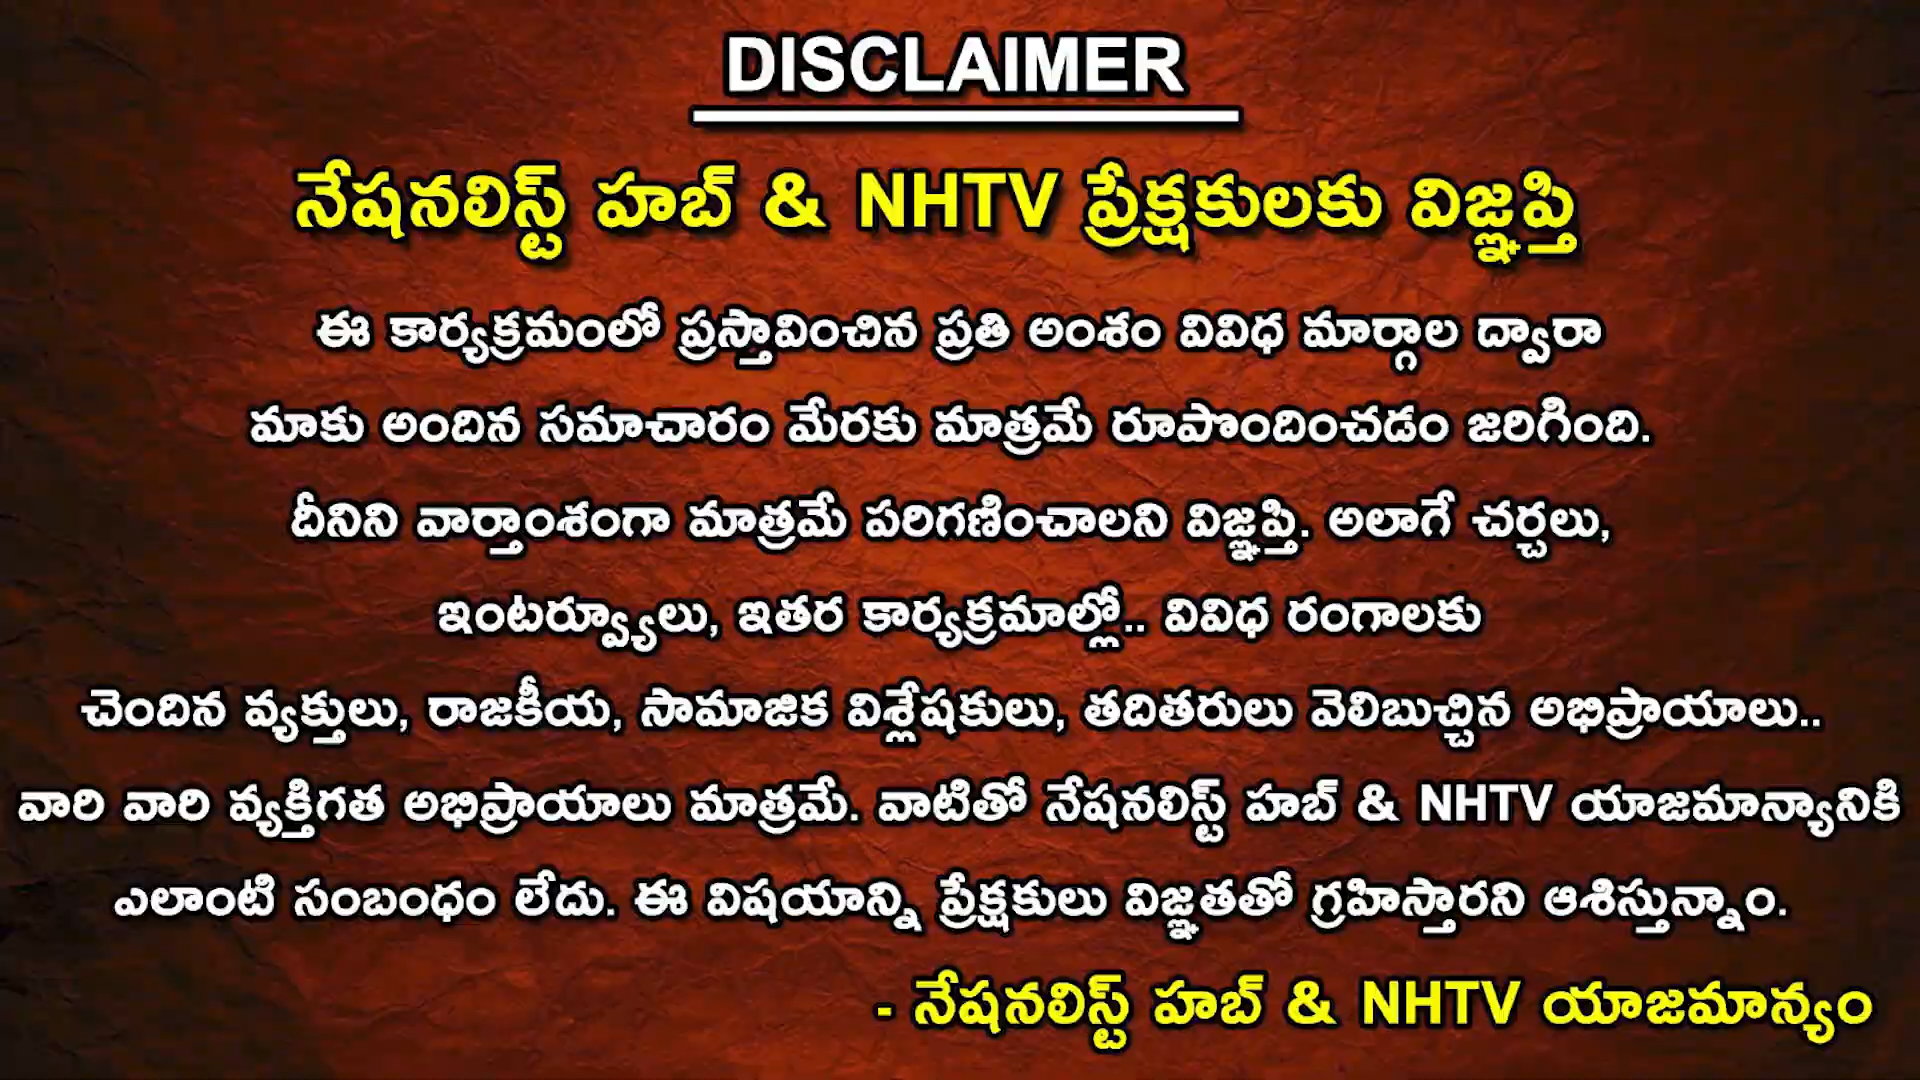 DISCLAIMER
నేషనలిస్ట్ హబ్ & NHTV ప్రేక్షకులకు విజ్ఞప్తి
ఈ కార్యక్రమంలో ప్రస్తావించిన ప్రతి అంశం వివిధ మార్గాల ద్వారా
మాకు అందిన సమాచారం మేరకు మాత్రమే రూపొందించడం జరిగింది.
దీనిని వార్తాంశంగా మాత్రమే పరిగణించాలని విజ్ఞప్తి. అలాగే చర్చలు,
ఇంటర్వ్యూలు, ఇతర కార్యక్రమాల్లో.. వివిధ రంగాలకు
చెందిన వ్యక్తులు, రాజకీయ, సామాజిక విశ్లేషకులు, తదితరులు వెలిబుచ్చిన అభిప్రాయాలు..
వారి వారి వ్యక్తిగత అభిప్రాయాలు మాత్రమే. వాటితో నేషనలిస్ట్ హబ్ & NHTV యాజమాన్యానికి
ఎలాంటి సంబంధం లేదు. ఈ విషయాన్ని ప్రేక్షకులు విజ్ఞతతో గ్రహిస్తారని ఆశిస్తున్నాం.
- నేషనలిస్ట్ హబ్ & NHTV యాజమాన్యం